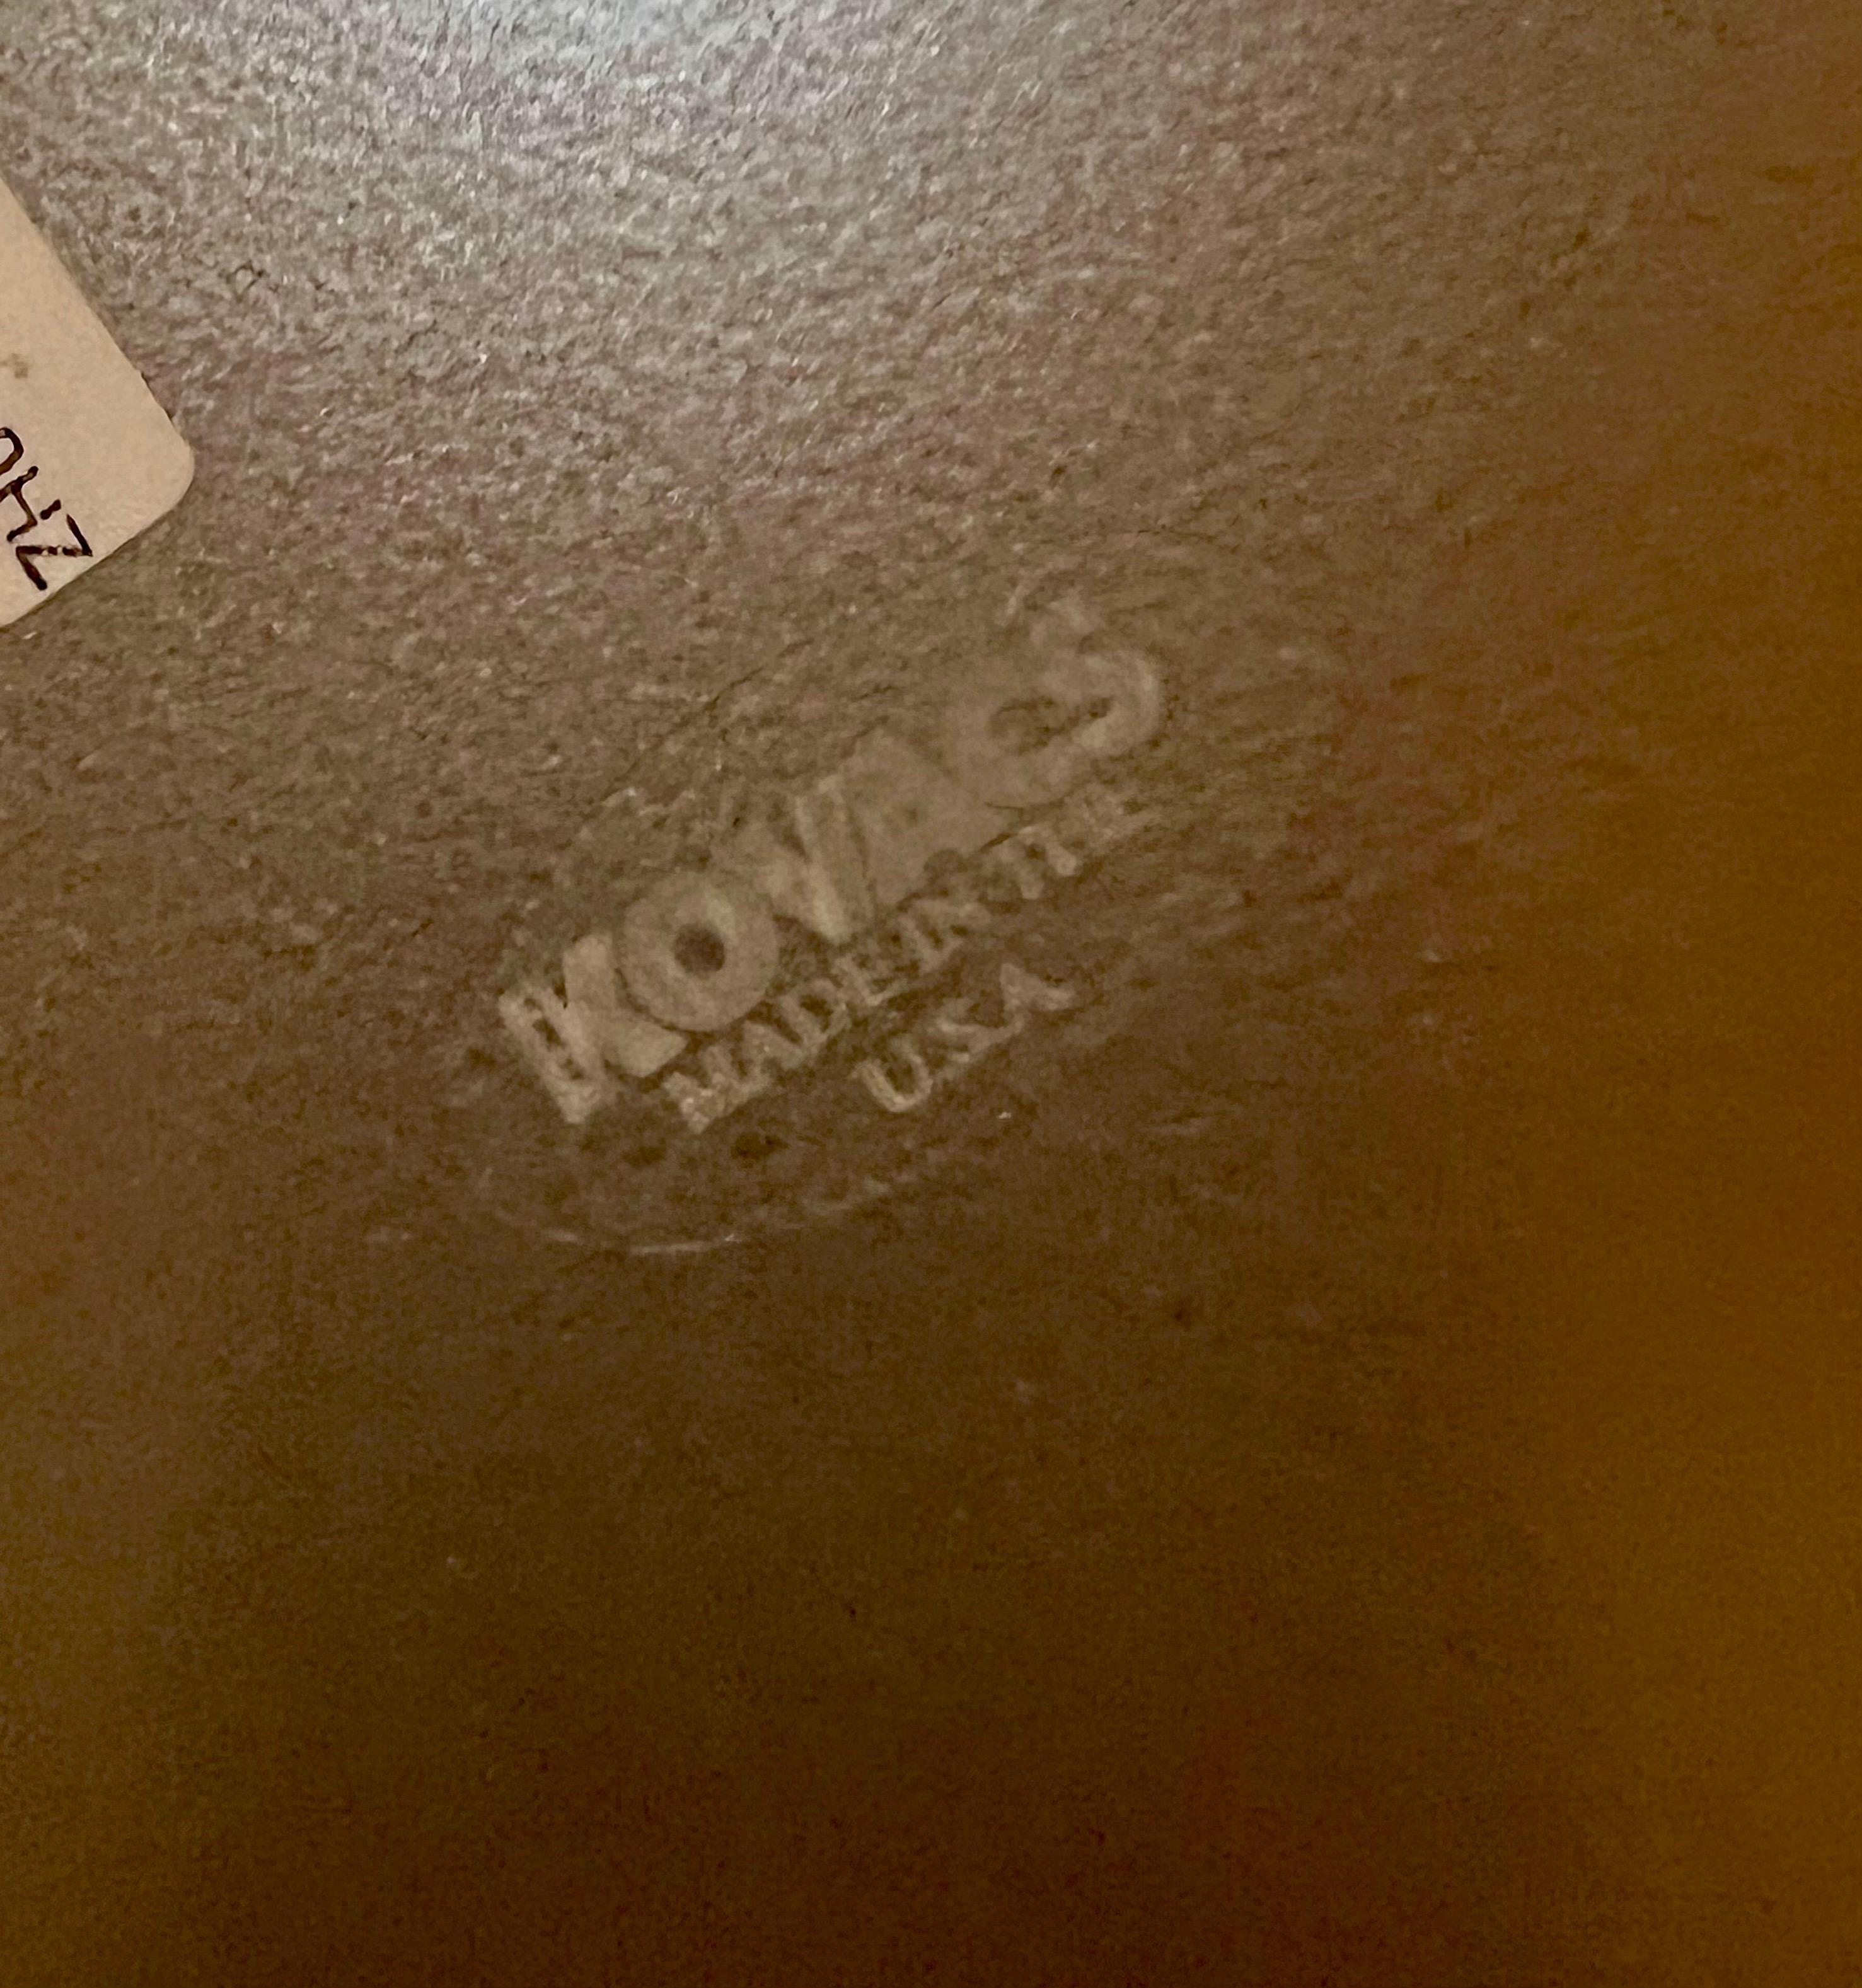 KOVACS
MADE IN THE
USA